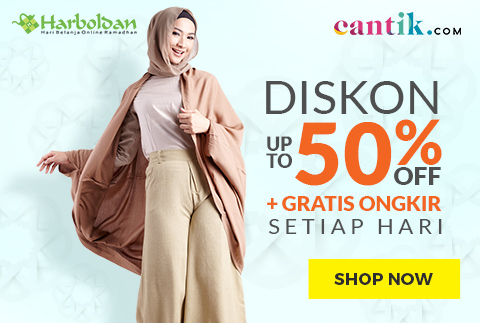 Harboldan
Hari Belanja Online Ramadhan
cantik.COM
DISKON
UP TO 50% OFF
+ GRATIS ONGKIR
SETIAP HARI
SHOP NOW